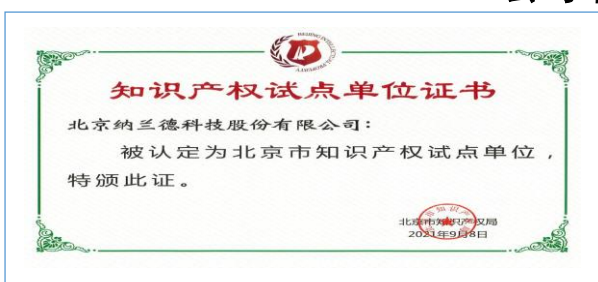 知识产权试点单位证书
北京纳兰德科技股份有限公司：
被认定为北京市知识产权试点单位，
特颁此证。
北京市知识产权局
2021年9月8日